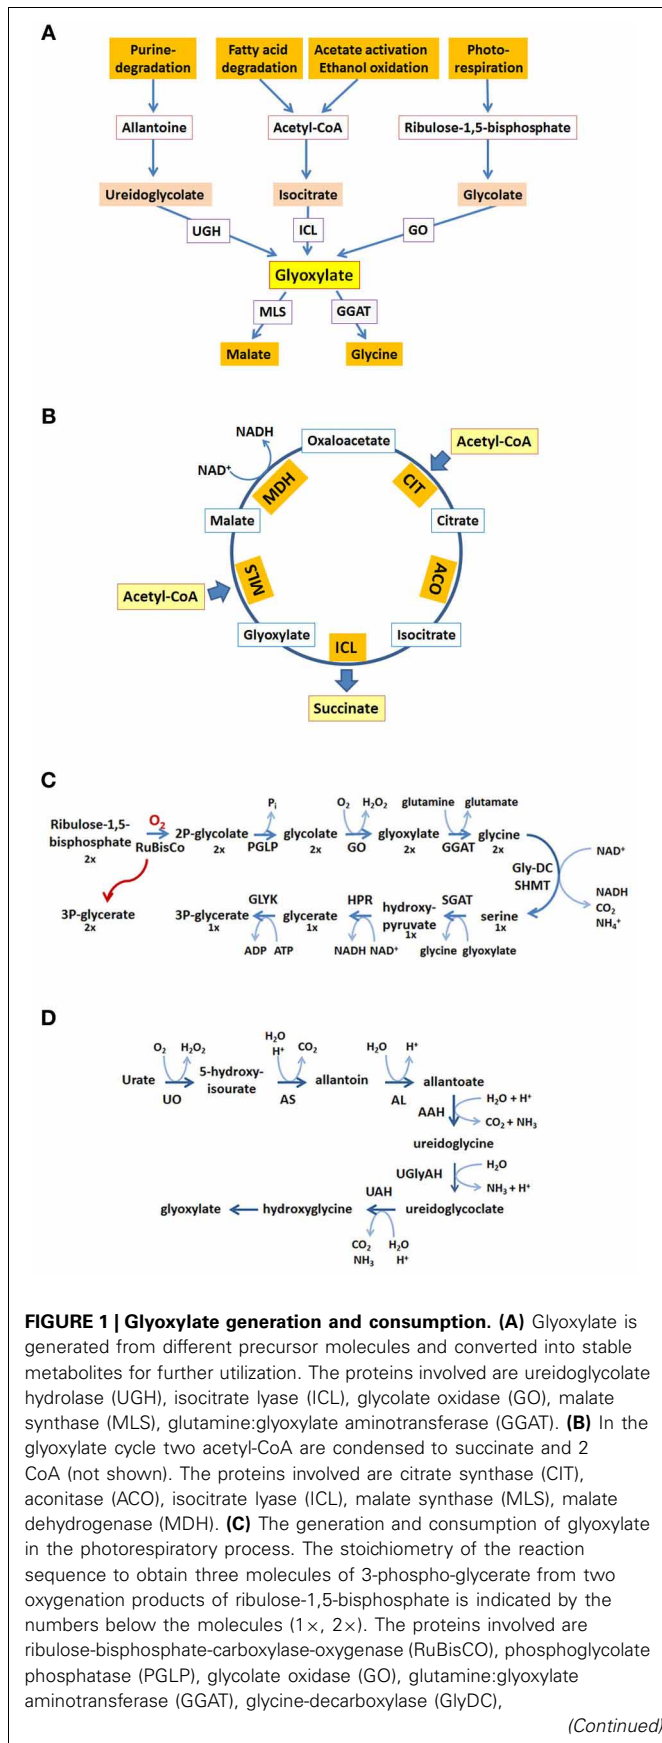 A
Purine-
degradation
Fatty acid
degradation
Acetate activation
Ethanol oxidation
Photo-
respiration
Allantoine
Acetyl-CoA
Ribulose-1,5-bisphosphate
Ureidoglycolate
Isocitrate
Glycolate
UGH
ICL
GO
Glyoxylate
MLS
GGAT
Malate
Glycine
B
NADH
Oxaloacetate
Acetyl-CoA
NAD⁺
MDH
CIT
Malate
Citrate
MLS
ACO
Acetyl-CoA
Glyoxylate
Isocitrate
ICL
Succinate
C
Pᵢ
O₂ H₂O₂
glutamine glutamate
Ribulose-1,5-
bisphosphate
2x
O₂
RuBisCo
2P-glycolate
2x
PGLP
glycolate
2x
GO
glyoxylate
2x
GGAT
glycine
2x
Gly-DC
SHMT
NAD⁺
NADH
CO₂
NH₄⁺
3P-glycerate
2x
3P-glycerate
1x
GLYK
glycerate
1x
HPR
hydroxy-
pyruvate
1x
SGAT
serine
1x
ADP ATP
NADH NAD⁺
glycine glyoxylate
D
O₂ H₂O₂
H₂O
H⁺
CO₂
H₂O H⁺
Urate
UO
5-hydroxy-
isourate
AS
allantoin
AL
allantoate
AAH
H₂O + H⁺
CO₂ + NH₃
ureidoglycine
UGlyAH
H₂O
NH₃ + H⁺
glyoxylate
hydroxyglycine
UAH
ureidoglycoclate
CO₂
NH₃
H₂O
H⁺
FIGURE 1 | Glyoxylate generation and consumption. (A) Glyoxylate is
generated from different precursor molecules and converted into stable
metabolites for further utilization. The proteins involved are ureidoglycolate
hydrolase (UGH), isocitrate lyase (ICL), glycolate oxidase (GO), malate
synthase (MLS), glutamine:glyoxylate aminotransferase (GGAT). (B) In the
glyoxylate cycle two acetyl-CoA are condensed to succinate and 2
CoA (not shown). The proteins involved are citrate synthase (CIT),
aconitase (ACO), isocitrate lyase (ICL), malate synthase (MLS), malate
dehydrogenase (MDH). (C) The generation and consumption of glyoxylate
in the photorespiratory process. The stoichiometry of the reaction
sequence to obtain three molecules of 3-phospho-glycerate from two
oxygenation products of ribulose-1,5-bisphosphate is indicated by the
numbers below the molecules (1×, 2×). The proteins involved are
ribulose-bisphosphate-carboxylase-oxygenase (RuBisCO), phosphoglycolate
phosphatase (PGLP), glycolate oxidase (GO), glutamine:glyoxylate
aminotransferase (GGAT), glycine-decarboxylase (GlyDC),
(Continued)